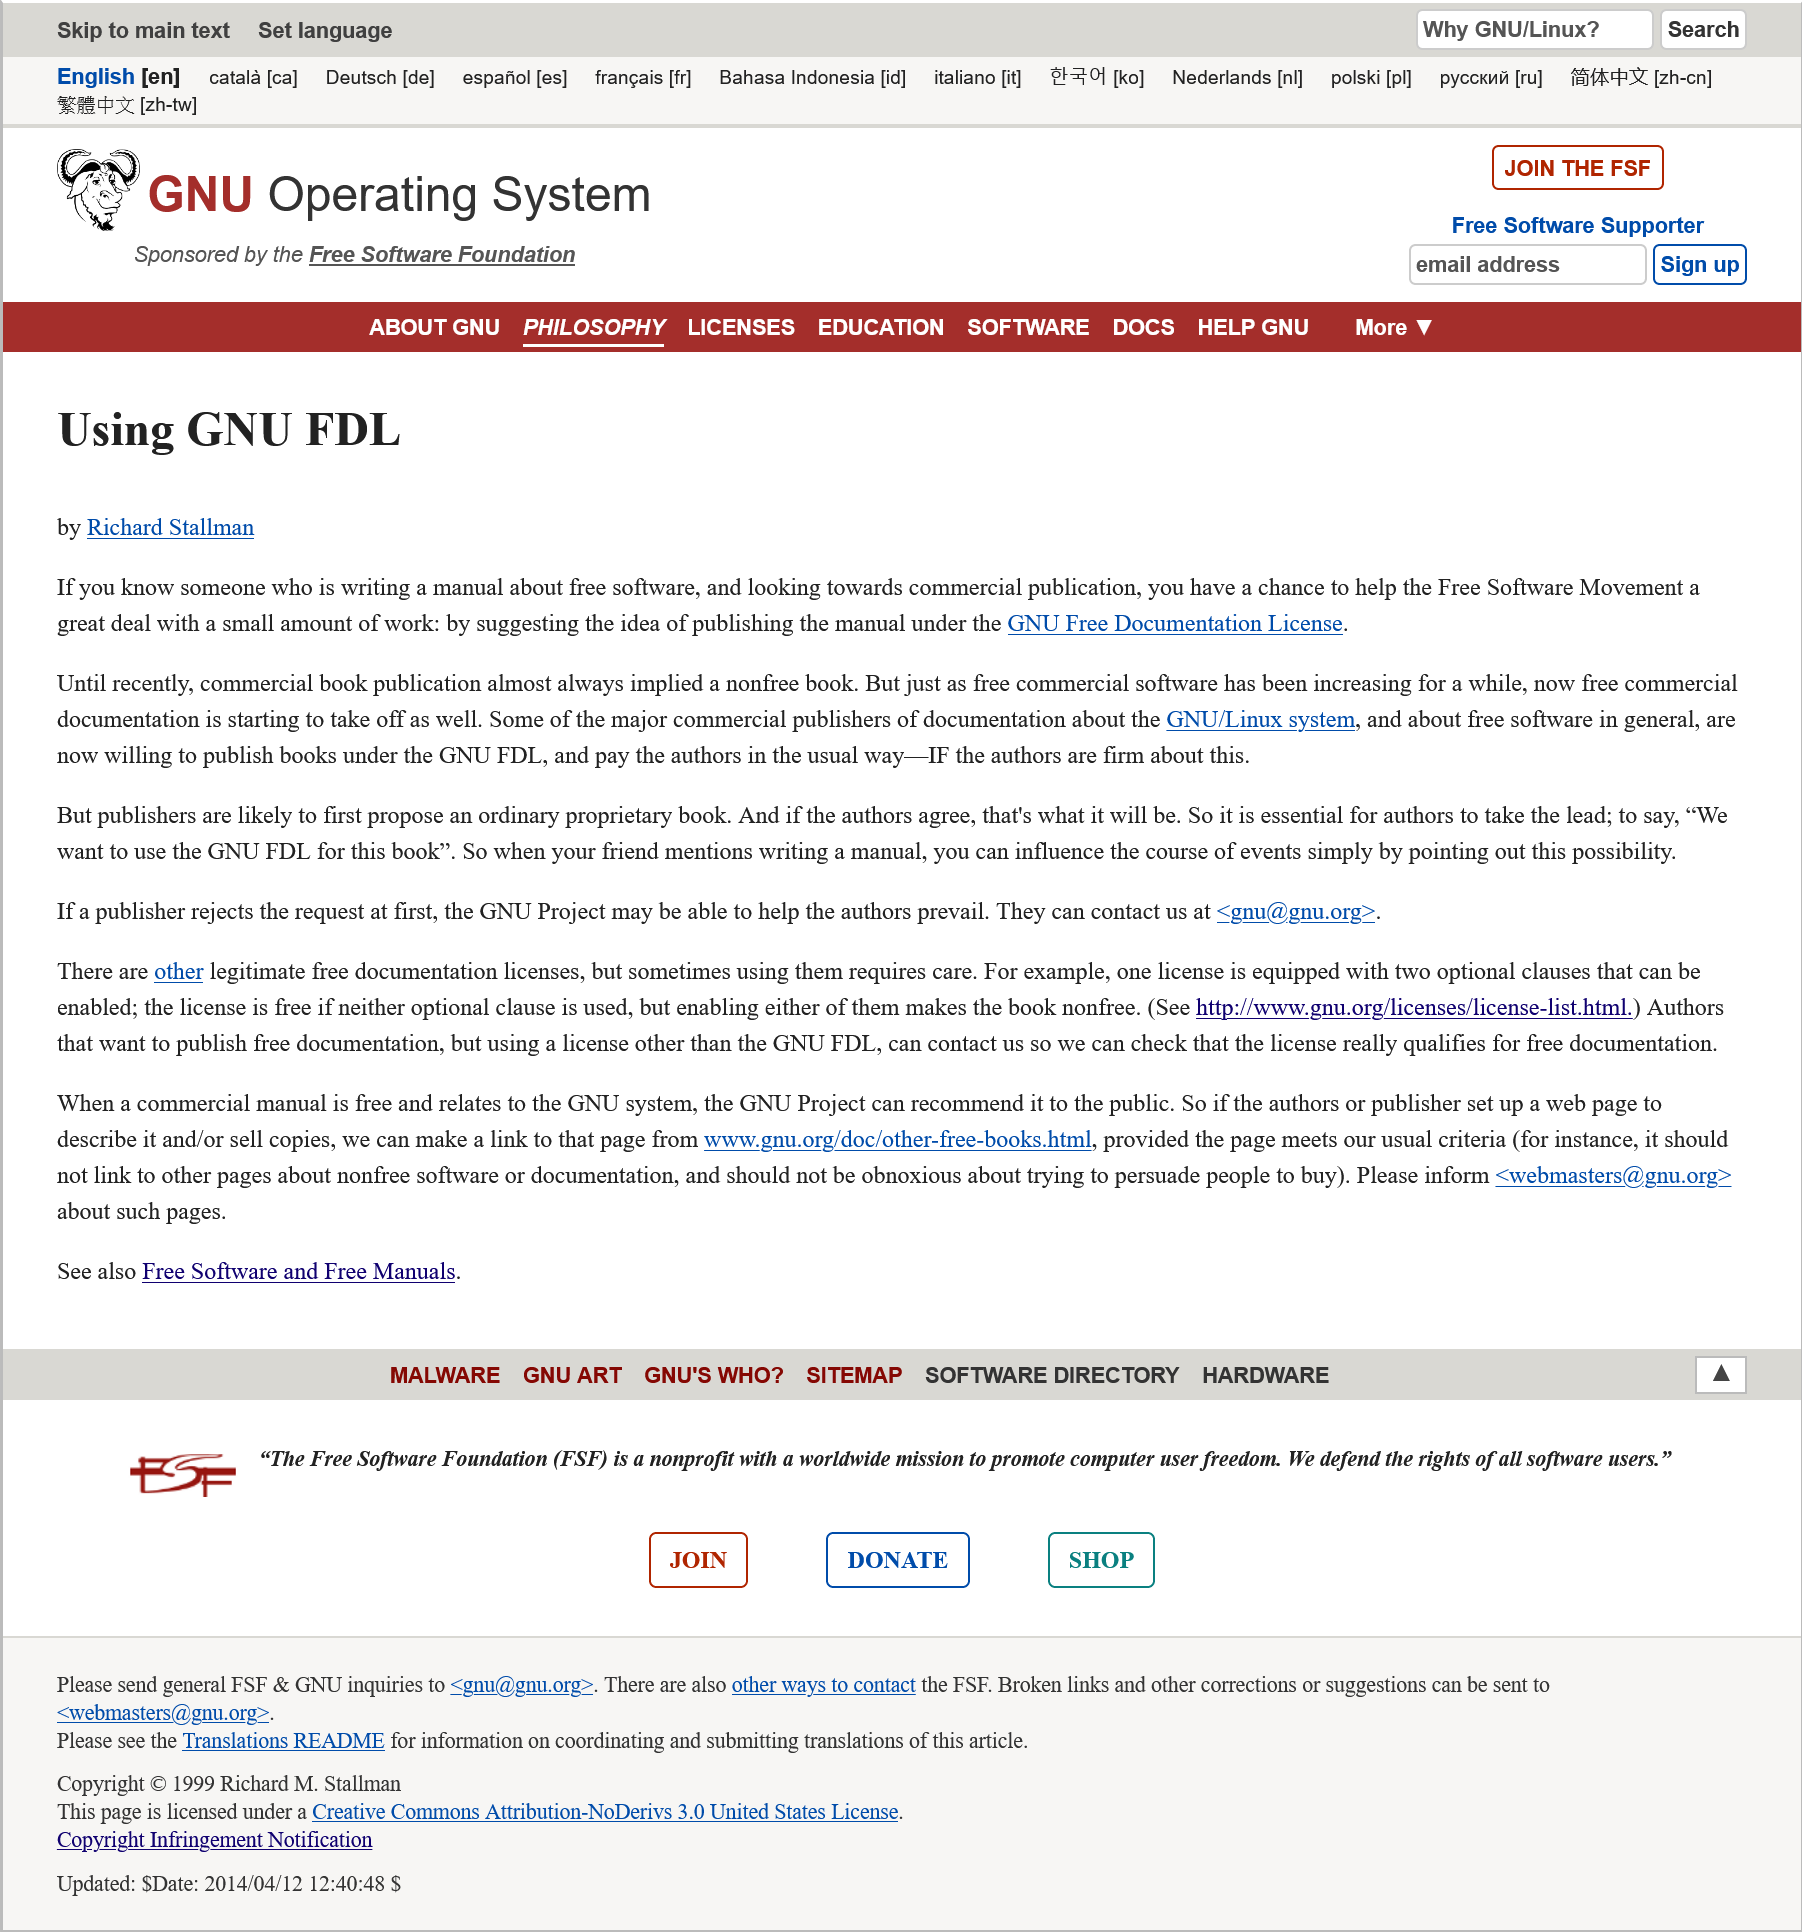 Skip to main text Set language Why GNU/Linux? Search
English [en] català [ca] Deutsch [de] español [es] français [fr] Bahasa Indonesia [id] italiano [it] 한국어 [ko] Nederlands [nl] polski [pl] русский [ru] 简体中文 [zh-cn]
繁體中文 [zh-tw]
JOIN THE FSF
GNU Operating System
Free Software Supporter
Sponsored by the Free Software Foundation
email address Sign up
ABOUT GNU PHILOSOPHY LICENSES EDUCATION SOFTWARE DOCS HELP GNU More ▼
Using GNU FDL
by Richard Stallman
If you know someone who is writing a manual about free software, and looking towards commercial publication, you have a chance to help the Free Software Movement a
great deal with a small amount of work: by suggesting the idea of publishing the manual under the GNU Free Documentation License.
Until recently, commercial book publication almost always implied a nonfree book. But just as free commercial software has been increasing for a while, now free commercial
documentation is starting to take off as well. Some of the major commercial publishers of documentation about the GNU/Linux system, and about free software in general, are
now willing to publish books under the GNU FDL, and pay the authors in the usual way—IF the authors are firm about this.
But publishers are likely to first propose an ordinary proprietary book. And if the authors agree, that's what it will be. So it is essential for authors to take the lead; to say, “We
want to use the GNU FDL for this book”. So when your friend mentions writing a manual, you can influence the course of events simply by pointing out this possibility.
If a publisher rejects the request at first, the GNU Project may be able to help the authors prevail. They can contact us at <gnu@gnu.org>.
There are other legitimate free documentation licenses, but sometimes using them requires care. For example, one license is equipped with two optional clauses that can be
enabled; the license is free if neither optional clause is used, but enabling either of them makes the book nonfree. (See http://www.gnu.org/licenses/license-list.html.) Authors
that want to publish free documentation, but using a license other than the GNU FDL, can contact us so we can check that the license really qualifies for free documentation.
When a commercial manual is free and relates to the GNU system, the GNU Project can recommend it to the public. So if the authors or publisher set up a web page to
describe it and/or sell copies, we can make a link to that page from www.gnu.org/doc/other-free-books.html, provided the page meets our usual criteria (for instance, it should
not link to other pages about nonfree software or documentation, and should not be obnoxious about trying to persuade people to buy). Please inform <webmasters@gnu.org>
about such pages.
See also Free Software and Free Manuals.
MALWARE GNU ART GNU'S WHO? SITEMAP SOFTWARE DIRECTORY HARDWARE ▲
FSF “The Free Software Foundation (FSF) is a nonprofit with a worldwide mission to promote computer user freedom. We defend the rights of all software users.”
JOIN DONATE SHOP
Please send general FSF & GNU inquiries to <gnu@gnu.org>. There are also other ways to contact the FSF. Broken links and other corrections or suggestions can be sent to
<webmasters@gnu.org>.
Please see the Translations README for information on coordinating and submitting translations of this article.
Copyright © 1999 Richard M. Stallman
This page is licensed under a Creative Commons Attribution-NoDerivs 3.0 United States License.
Copyright Infringement Notification
Updated: $Date: 2014/04/12 12:40:48 $